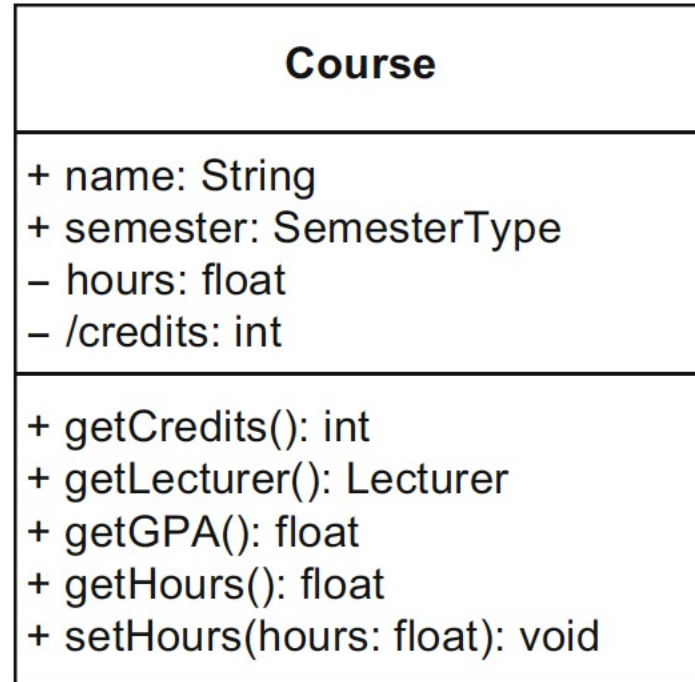 Course
+ name: String
+ semester: SemesterType
– hours: float
– /credits: int
+ getCredits(): int
+ getLecturer(): Lecturer
+ getGPA(): float
+ getHours(): float
+ setHours(hours: float): void